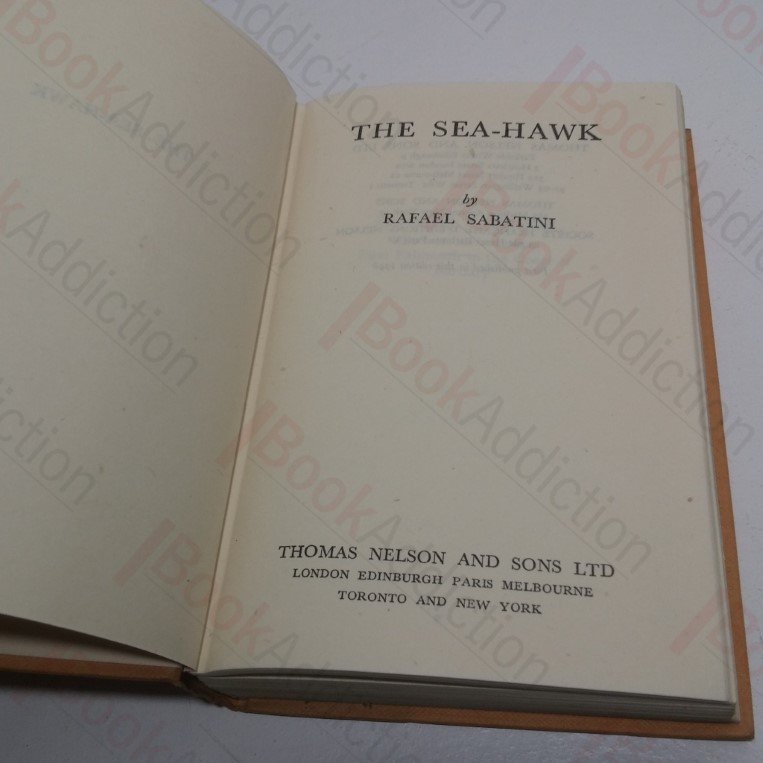 THE SEA-HAWK
by
RAFAEL SABATINI
THOMAS NELSON AND SONS LTD
LONDON EDINBURGH PARIS MELBOURNE
TORONTO AND NEW YORK
BookAddiction